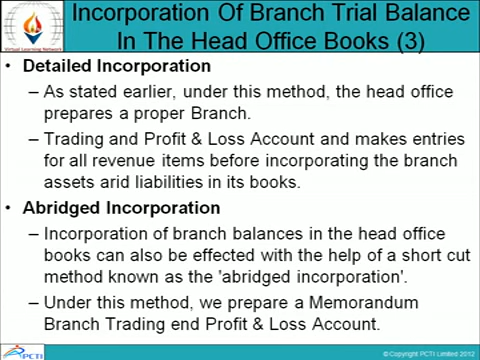 Incorporation Of Branch Trial Balance
In The Head Office Books (3)
Virtual Learning Network
• Detailed Incorporation
– As stated earlier, under this method, the head office
prepares a proper Branch.
– Trading and Profit & Loss Account and makes entries
for all revenue items before incorporating the branch
assets arid liabilities in its books.
• Abridged Incorporation
– Incorporation of branch balances in the head office
books can also be effected with the help of a short cut
method known as the 'abridged incorporation'.
– Under this method, we prepare a Memorandum
Branch Trading end Profit & Loss Account.
PCTI
© Copyright PCTI Limited 2012